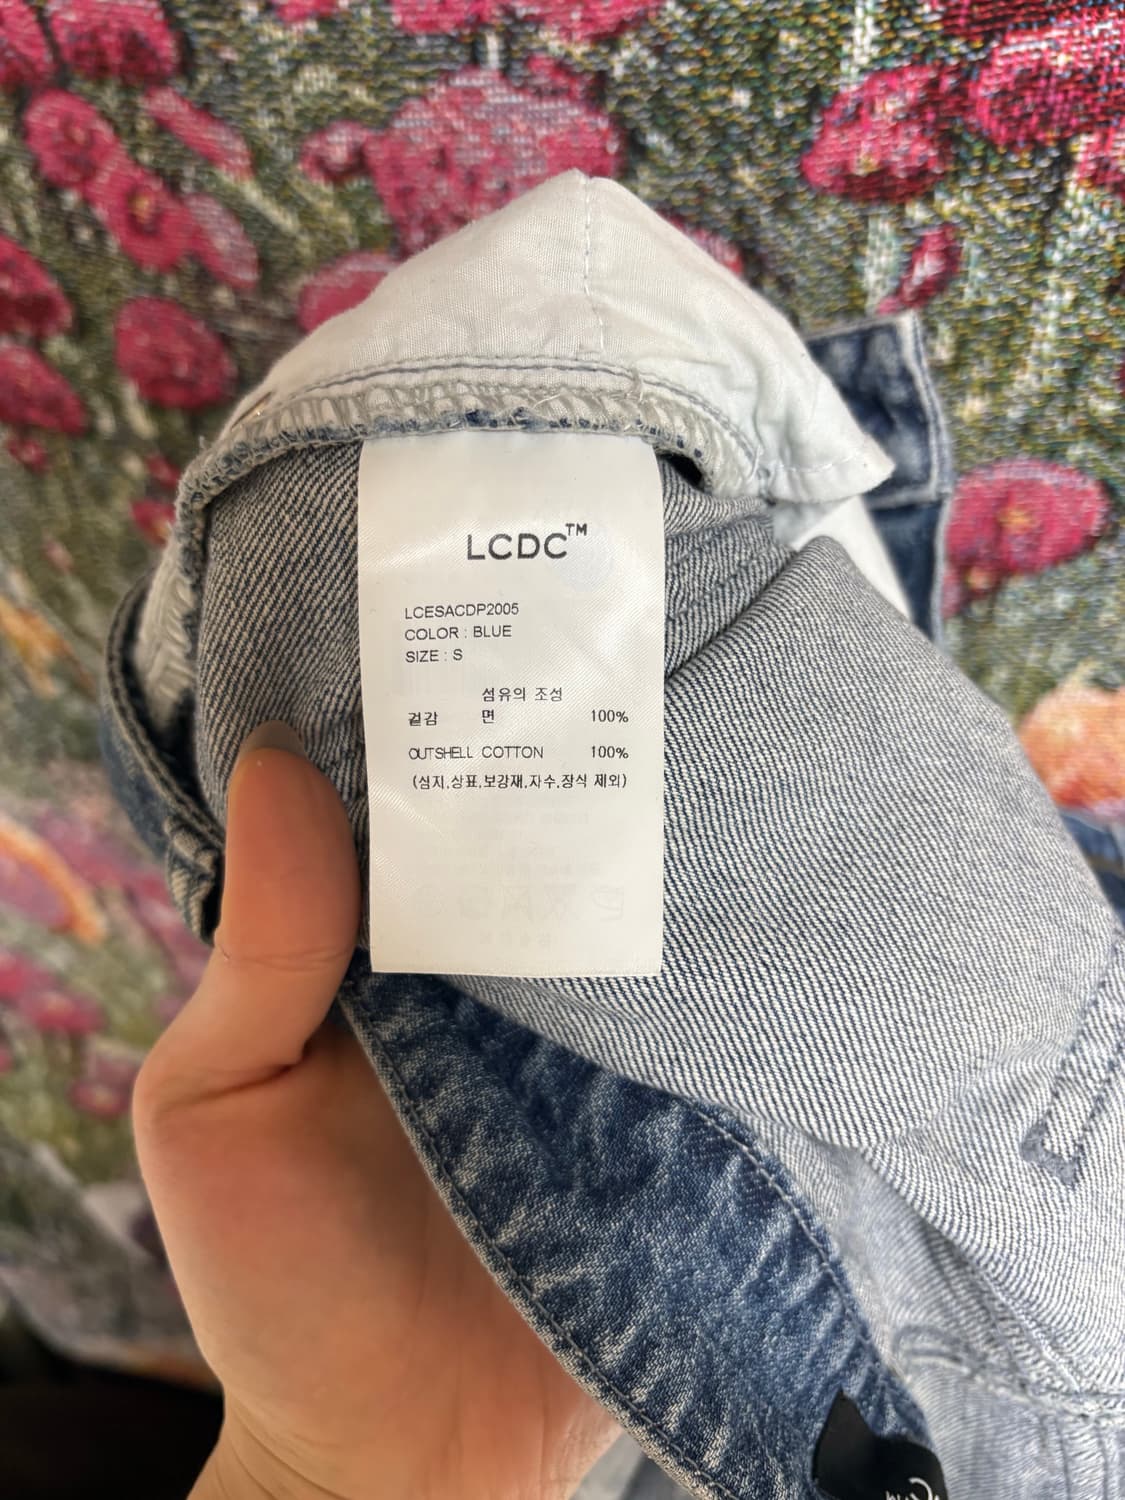 LCDC™
LCESACDP2005
COLOR : BLUE
SIZE : S
섬유의 조성
겉감 면 100%
OUTSHELL COTTON 100%
(심지,상표,보강재,자수,장식 제외)